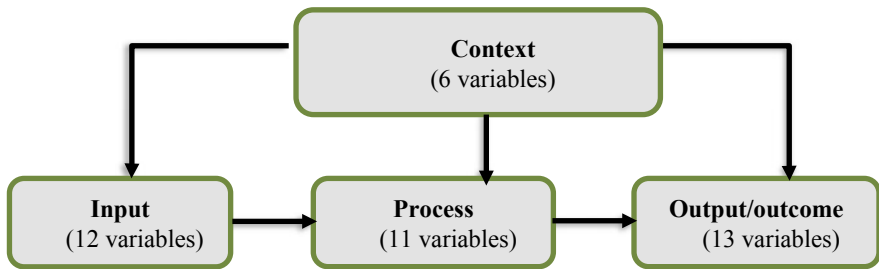 Context
(6 variables)
Input
(12 variables)
Process
(11 variables)
Output/outcome
(13 variables)